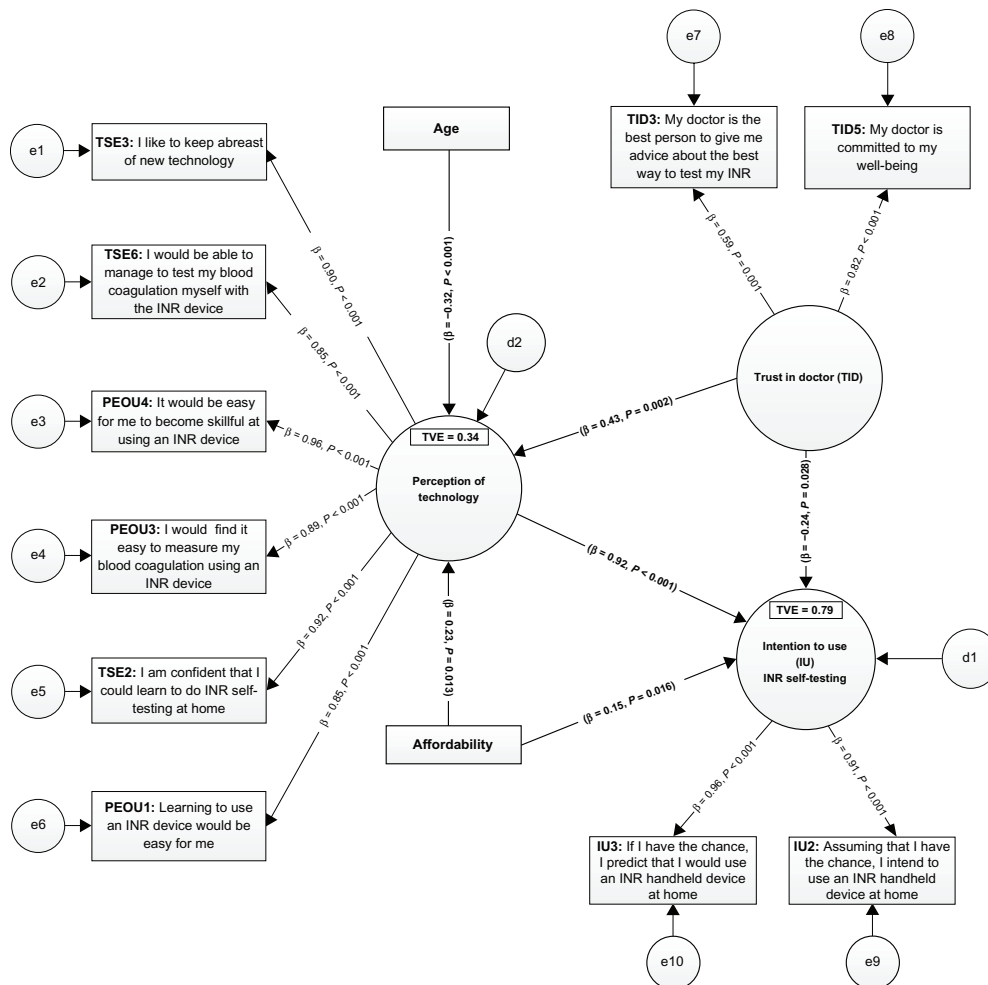 e7
e8
TID3: My doctor is the
best person to give me
advice about the best
way to test my INR
TID5: My doctor is
committed to my
well-being
Age
e1
TSE3: I like to keep abreast
of new technology
e2
TSE6: I would be able to
manage to test my blood
coagulation myself with
the INR device
e3
PEOU4: It would be easy
for me to become skillful at
using an INR device
e4
PEOU3: I would find it
easy to measure my
blood coagulation using an
INR device
e5
TSE2: I am confident that I
could learn to do INR self-
testing at home
e6
PEOU1: Learning to use
an INR device would be
easy for me
β = 0.90, P < 0.001
β = 0.85, P < 0.001
β = 0.96, P < 0.001
β = 0.89, P < 0.001
β = 0.92, P < 0.001
β = 0.85, P < 0.001
(β = −0.32, P < 0.001)
d2
TVE = 0.34
Perception of
technology
(β = 0.23, P = 0.013)
Affordability
β = 0.59, P = 0.001
β = 0.82, P < 0.001
Trust in doctor (TID)
(β = 0.43, P = 0.002)
(β = −0.24, P = 0.028)
(β = 0.92, P < 0.001)
(β = 0.15, P = 0.016)
TVE = 0.79
Intention to use
(IU)
INR self-testing
d1
β = 0.96, P < 0.001
β = 0.91, P < 0.001
IU3: If I have the chance,
I predict that I would use
an INR handheld device
at home
IU2: Assuming that I have
the chance, I intend to
use an INR handheld
device at home
e10
e9